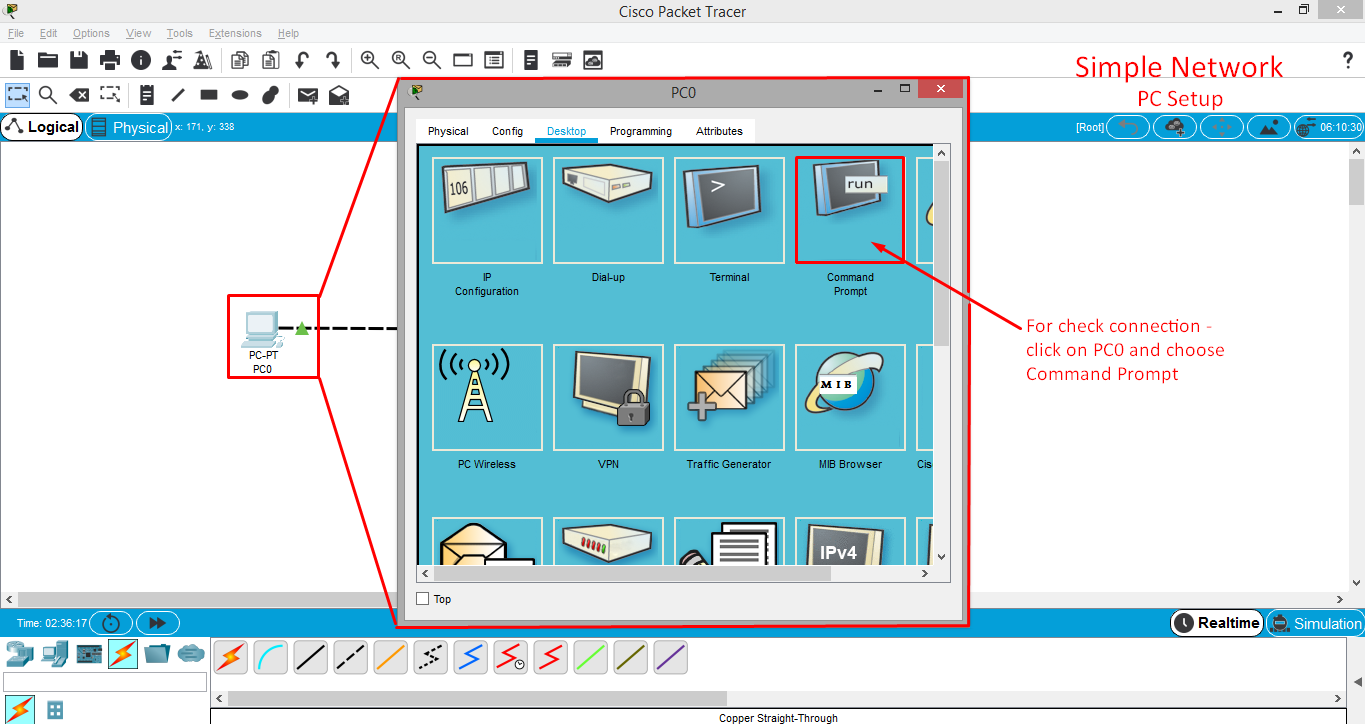 Cisco Packet Tracer
File Edit Options View Tools Extensions Help
Simple Network
PC Setup
Logical Physical x: 171, y: 338
[Root] 06:10:30
PC0
Physical Config Desktop Programming Attributes
106
>
run
IP
Configuration
Dial-up
Terminal
Command
Prompt
PC-PT
PC0
For check connection -
click on PC0 and choose
Command Prompt
MIB
PC Wireless
VPN
Traffic Generator
MIB Browser
Cis
IPv4
Top
Time: 02:36:17
Realtime
Simulation
Copper Straight-Through